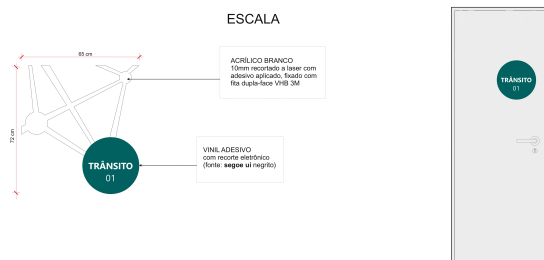 ESCALA
65 cm
ACRÍLICO BRANCO
10mm recortado a laser com
adesivo aplicado, fixado com
fita dupla-face VHB 3M
72 cm
VINIL ADESIVO
com recorte eletrônico
(fonte: segoe ui negrito)
TRÂNSITO
01
TRÂNSITO
01